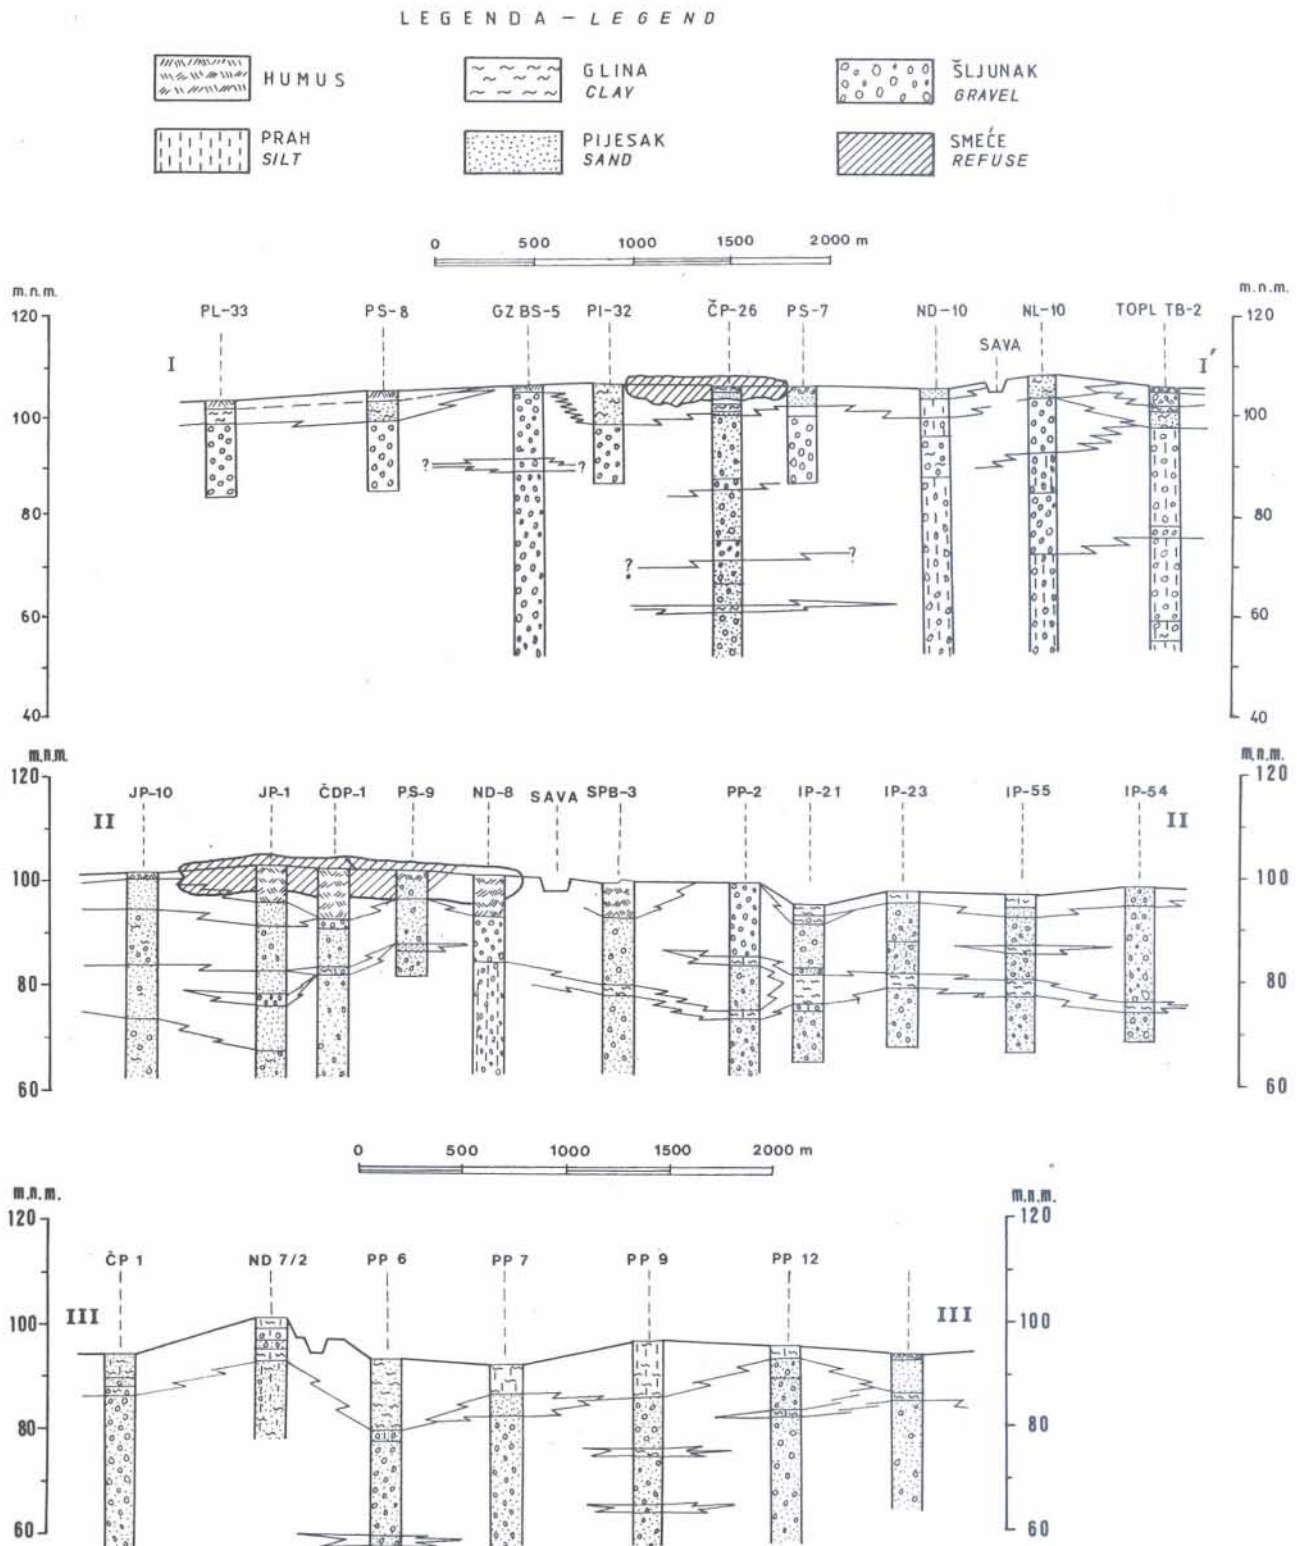 LEGENDA – LEGEND
HUMUS
GLINA
CLAY
ŠLJUNAK
GRAVEL
PRAH
SILT
PIJESAK
SAND
SMEĆE
REFUSE
0 500 1000 1500 2000 m
m.n.m. m.n.m.
120 PL-33 PS-8 GZ BS-5 PI-32 ČP-26 PS-7 ND-10 NL-10 TOPL TB-2 120
SAVA
I I'
100 100
? ?
80 80
? ?
60 60
40 40
m.n.m. m.n.m.
120 120
JP-10 JP-1 ČDP-1 PS-9 ND-8 SAVA SPB-3 PP-2 IP-21 IP-23 IP-55 IP-54
II II
100 100
80 80
60 60
0 500 1000 1500 2000 m
m.n.m. m.n.m.
120 120
ČP 1 ND 7/2 PP 6 PP 7 PP 9 PP 12
III III
100 100
80 80
60 60